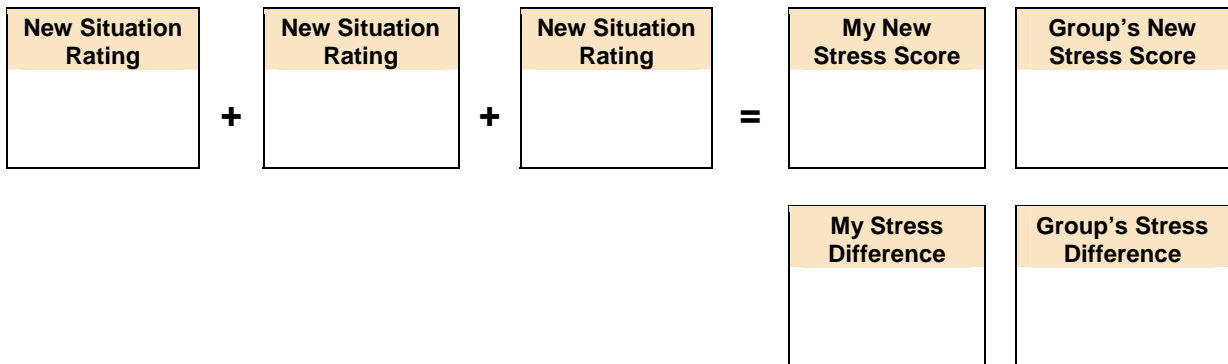 New Situation
Rating
+
New Situation
Rating
+
New Situation
Rating
=
My New
Stress Score
Group’s New
Stress Score
My Stress
Difference
Group’s Stress
Difference